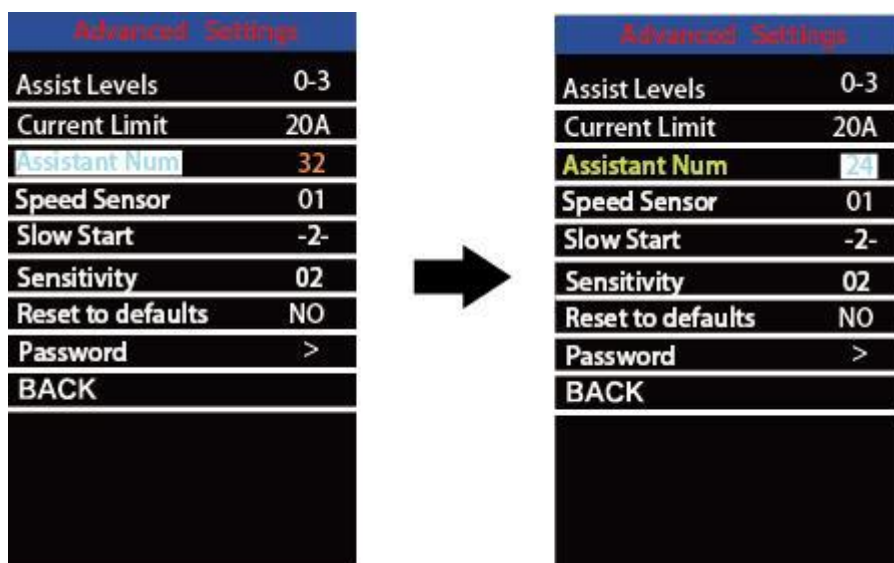 Advanced Settings
Assist Levels 0-3
Current Limit 20A
Assistant Num 32
Speed Sensor 01
Slow Start -2-
Sensitivity 02
Reset to defaults NO
Password >
BACK
Advanced Settings
Assist Levels 0-3
Current Limit 20A
Assistant Num 24
Speed Sensor 01
Slow Start -2-
Sensitivity 02
Reset to defaults NO
Password >
BACK